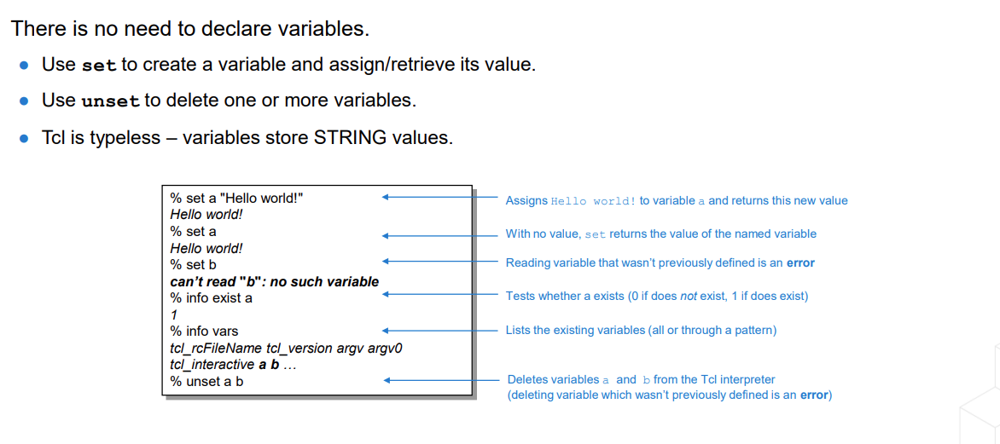 There is no need to declare variables.
● Use set to create a variable and assign/retrieve its value.
● Use unset to delete one or more variables.
● Tcl is typeless – variables store STRING values.
% set a "Hello world!"
Hello world!
% set a
Hello world!
% set b
can’t read "b": no such variable
% info exist a
1
% info vars
tcl_rcFileName tcl_version argv argv0
tcl_interactive a b …
% unset a b
Assigns Hello world! to variable a and returns this new value
With no value, set returns the value of the named variable
Reading variable that wasn’t previously defined is an error
Tests whether a exists (0 if does not exist, 1 if does exist)
Lists the existing variables (all or through a pattern)
Deletes variables a and b from the Tcl interpreter
(deleting variable which wasn’t previously defined is an error)